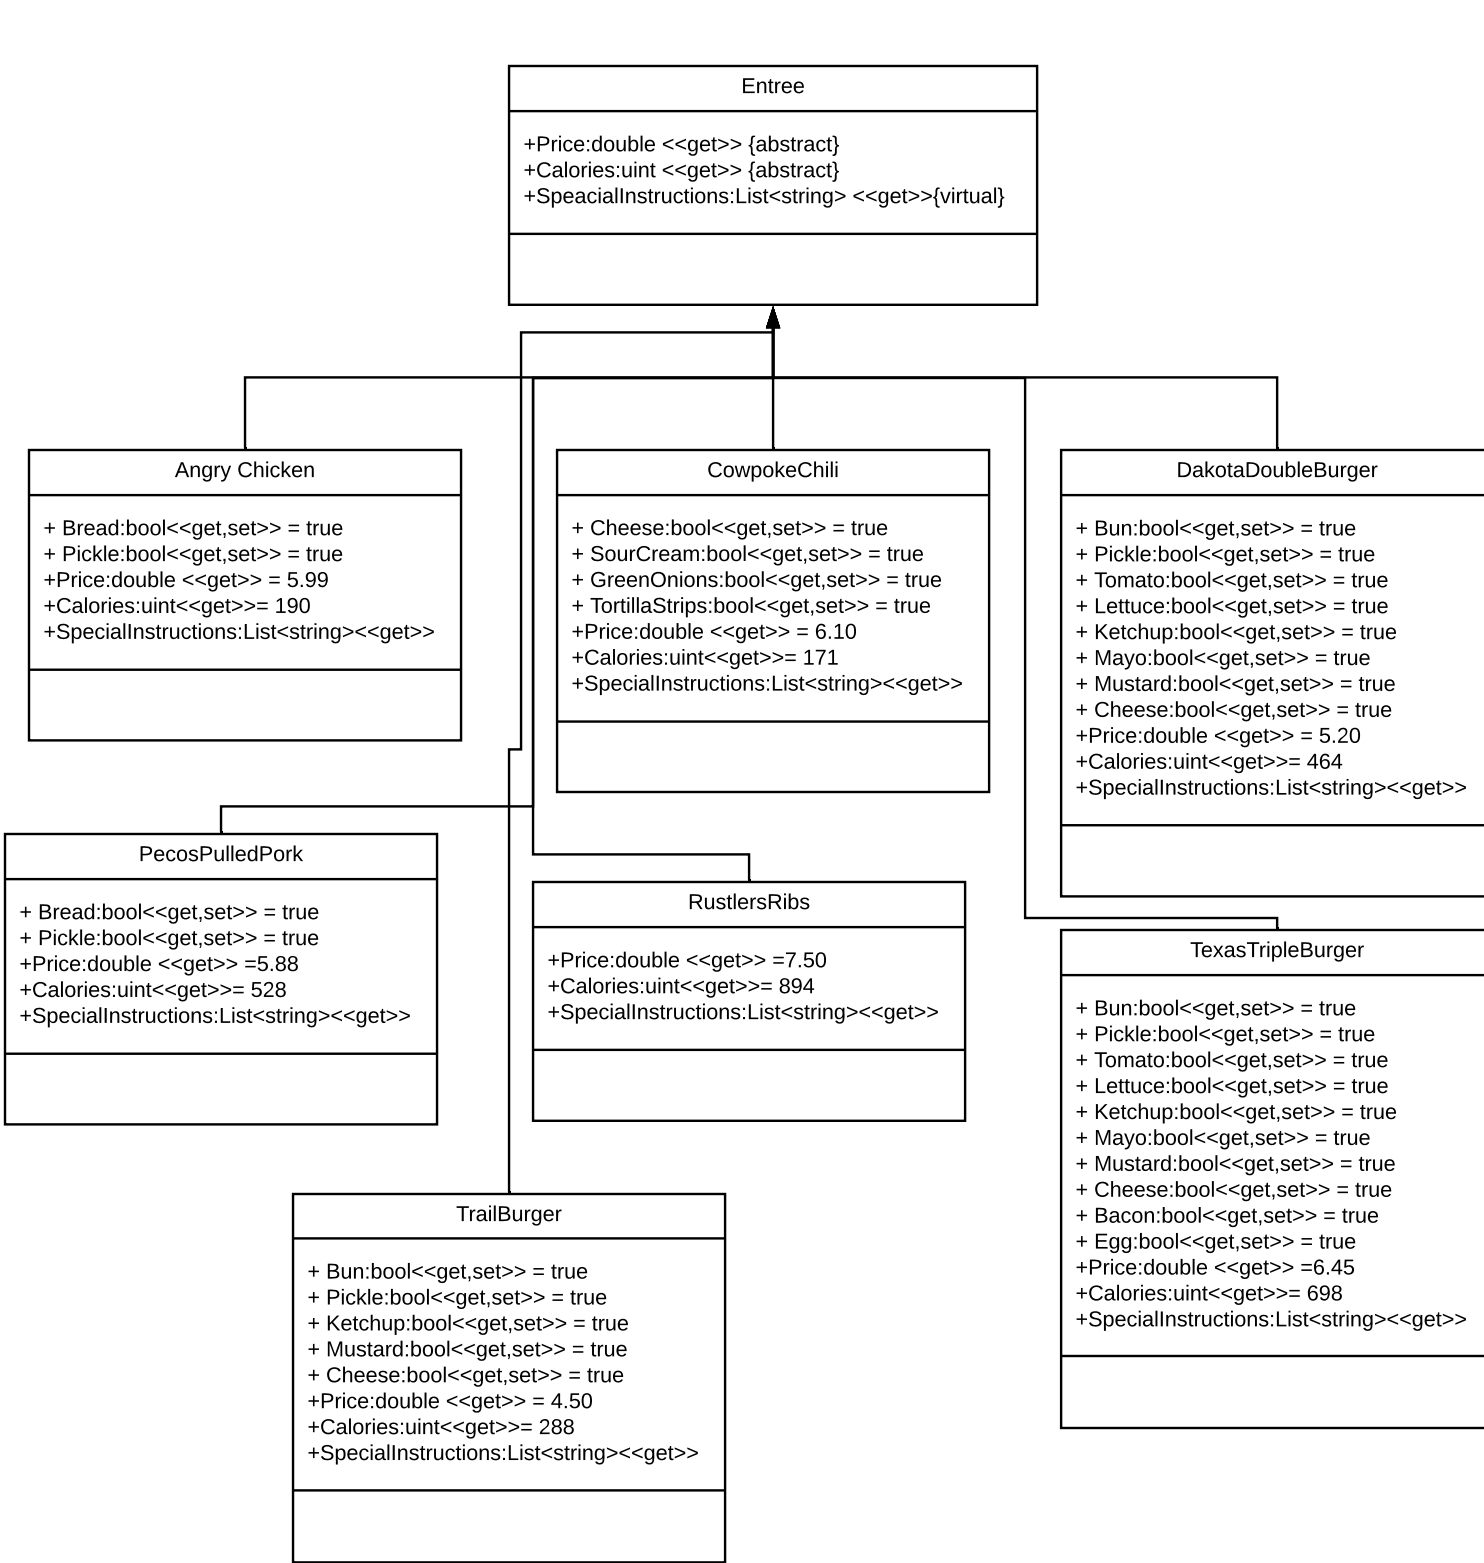 Entree
+Price:double <<get>> {abstract}
+Calories:uint <<get>> {abstract}
+SpeacialInstructions:List<string> <<get>>{virtual}
Angry Chicken
+ Bread:bool<<get,set>> = true
+ Pickle:bool<<get,set>> = true
+Price:double <<get>> = 5.99
+Calories:uint<<get>>= 190
+SpecialInstructions:List<string><<get>>
CowpokeChili
+ Cheese:bool<<get,set>> = true
+ SourCream:bool<<get,set>> = true
+ GreenOnions:bool<<get,set>> = true
+ TortillaStrips:bool<<get,set>> = true
+Price:double <<get>> = 6.10
+Calories:uint<<get>>= 171
+SpecialInstructions:List<string><<get>>
DakotaDoubleBurger
+ Bun:bool<<get,set>> = true
+ Pickle:bool<<get,set>> = true
+ Tomato:bool<<get,set>> = true
+ Lettuce:bool<<get,set>> = true
+ Ketchup:bool<<get,set>> = true
+ Mayo:bool<<get,set>> = true
+ Mustard:bool<<get,set>> = true
+ Cheese:bool<<get,set>> = true
+Price:double <<get>> = 5.20
+Calories:uint<<get>>= 464
+SpecialInstructions:List<string><<get>>
PecosPulledPork
+ Bread:bool<<get,set>> = true
+ Pickle:bool<<get,set>> = true
+Price:double <<get>> =5.88
+Calories:uint<<get>>= 528
+SpecialInstructions:List<string><<get>>
RustlersRibs
+Price:double <<get>> =7.50
+Calories:uint<<get>>= 894
+SpecialInstructions:List<string><<get>>
TexasTripleBurger
+ Bun:bool<<get,set>> = true
+ Pickle:bool<<get,set>> = true
+ Tomato:bool<<get,set>> = true
+ Lettuce:bool<<get,set>> = true
+ Ketchup:bool<<get,set>> = true
+ Mayo:bool<<get,set>> = true
+ Mustard:bool<<get,set>> = true
+ Cheese:bool<<get,set>> = true
+ Bacon:bool<<get,set>> = true
+ Egg:bool<<get,set>> = true
+Price:double <<get>> =6.45
+Calories:uint<<get>>= 698
+SpecialInstructions:List<string><<get>>
TrailBurger
+ Bun:bool<<get,set>> = true
+ Pickle:bool<<get,set>> = true
+ Ketchup:bool<<get,set>> = true
+ Mustard:bool<<get,set>> = true
+ Cheese:bool<<get,set>> = true
+Price:double <<get>> = 4.50
+Calories:uint<<get>>= 288
+SpecialInstructions:List<string><<get>>